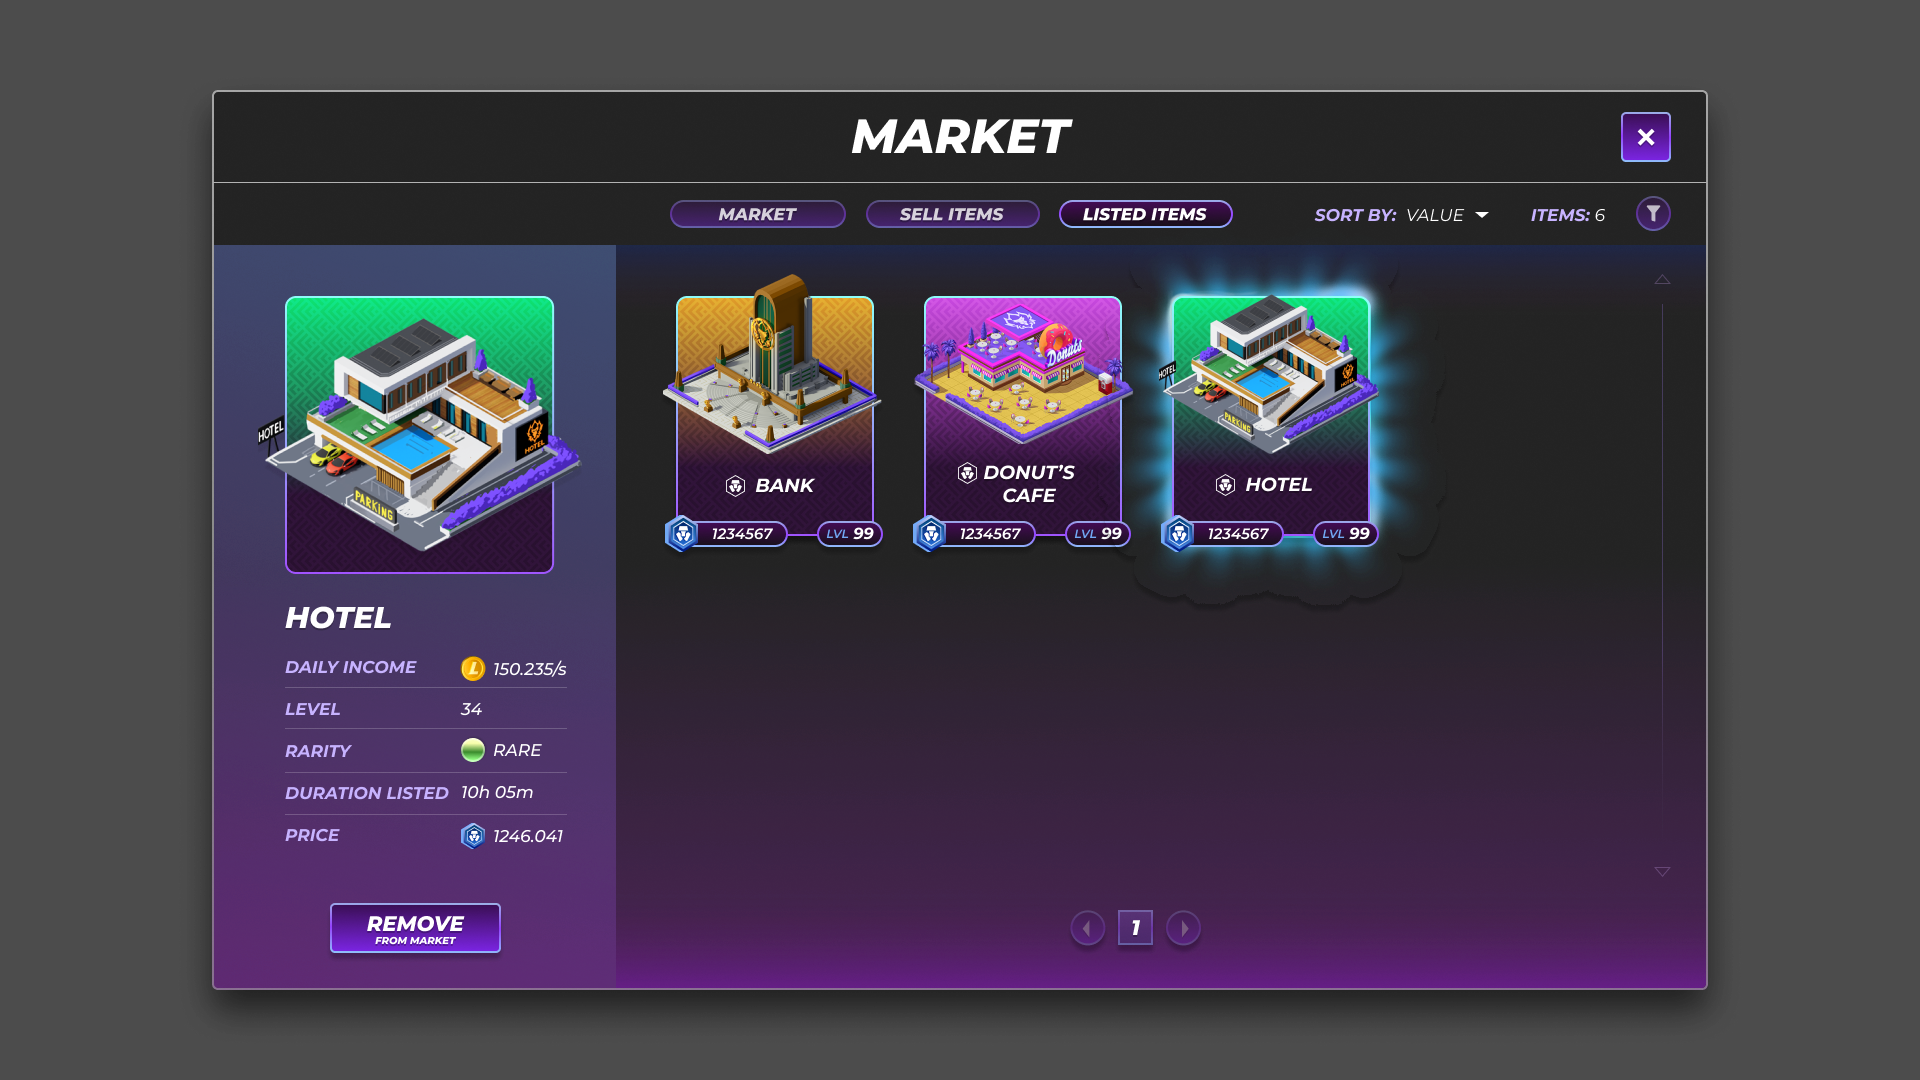 MARKET
MARKET
SELL ITEMS
LISTED ITEMS
SORT BY: VALUE
ITEMS: 6
HOTEL
HOTEL
PARKING
HOTEL
DAILY INCOME 150.235/s
LEVEL 34
RARITY RARE
DURATION LISTED 10h 05m
PRICE 1246.041
REMOVE
FROM MARKET
BANK
1234567
LVL 99
Donuts
DONUT'S
CAFE
1234567
LVL 99
HOTEL
HOTEL
PARKING
HOTEL
1234567
LVL 99
1